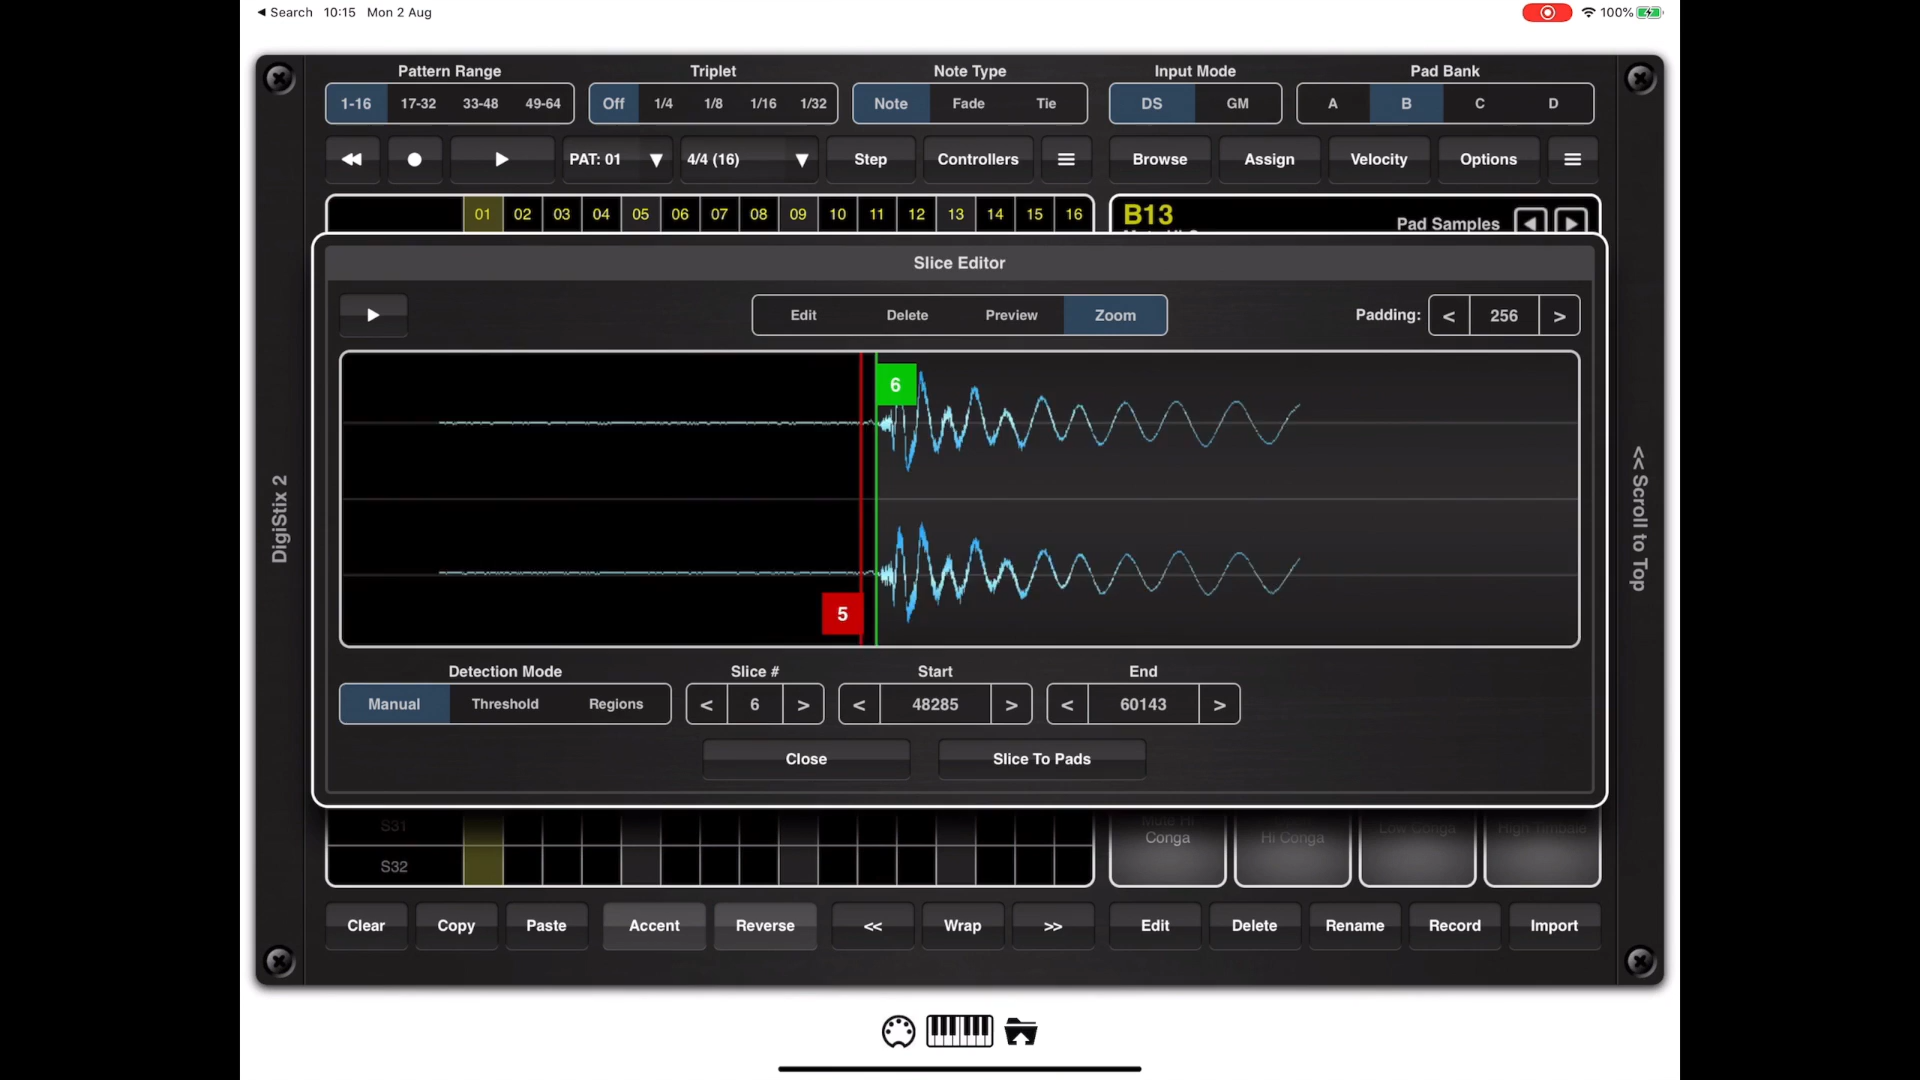 ◀ Search 10:15 Mon 2 Aug 100%
Pattern Range Triplet Note Type Input Mode Pad Bank
1-16 17-32 33-48 49-64 Off 1/4 1/8 1/16 1/32 Note Fade Tie DS GM A B C D
PAT: 01 ▼ 4/4 (16) ▼ Step Controllers Browse Assign Velocity Options
01 02 03 04 05 06 07 08 09 10 11 12 13 14 15 16 B13
Pad Samples
Slice Editor
Edit Delete Preview Zoom Padding: < 256 >
6
5
DigiStix 2
<< Scroll to Top
Detection Mode Slice # Start End
Manual Threshold Regions < 6 > < 48285 > < 60143 >
Close Slice To Pads
S31 Mute Hi Conga Hi Conga Low Conga High Timbale
S32
Clear Copy Paste Accent Reverse << Wrap >> Edit Delete Rename Record Import